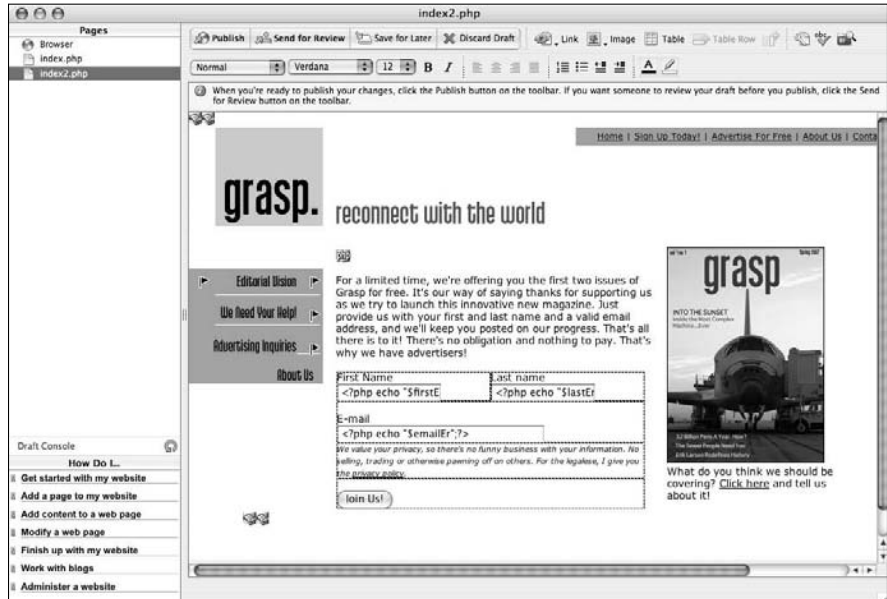 index2.php
Pages
Browser
index.php
index2.php
Publish Send for Review Save for Later Discard Draft Link Image Table Table Row abc
Normal Verdana 12 B I A
When you're ready to publish your changes, click the Publish button on the toolbar. If you want someone to review your draft before you publish, click the Send
for Review button on the toolbar.
Home | Sign Up Today! | Advertise For Free | About Us | Conta
grasp.
reconnect with the world
Editorial Vision
We Need Your Help!
Advertising Inquiries
About Us
For a limited time, we're offering you the first two issues of
Grasp for free. It's our way of saying thanks for supporting us
as we try to launch this innovative new magazine. Just
provide us with your first and last name and a valid email
address, and we'll keep you posted on our progress. That's all
there is to it! There's no obligation and nothing to pay. That's
why we have advertisers!
First Name Last name
<?php echo "$firstE <?php echo "$lastEr
E-mail
<?php echo "$emailEr";?>
We value your privacy, so there's no funny business with your information. No
selling, trading or otherwise pawning off on others. For the legalese, I give you
the privacy policy.
Join Us!
grasp
INTO THE SUNSET
Inside the Most Complex
Machine...Ever
What do you think we should be
covering? Click here and tell us
about it!
Draft Console
How Do I...
Get started with my website
Add a page to my website
Add content to a web page
Modify a web page
Finish up with my website
Work with blogs
Administer a website